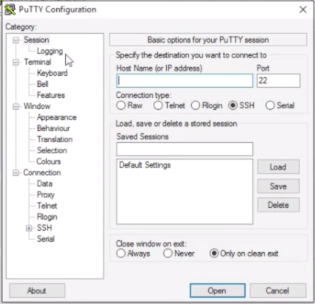 PuTTY Configuration
Category:
Session
Logging
Terminal
Keyboard
Bell
Features
Window
Appearance
Behaviour
Translation
Selection
Colours
Connection
Data
Proxy
Telnet
Rlogin
SSH
Serial
Basic options for your PuTTY session
Specify the destination you want to connect to
Host Name (or IP address) Port
22
Connection type:
Raw Telnet Rlogin SSH Serial
Load, save or delete a stored session
Saved Sessions
Default Settings
Load
Save
Delete
Close window on exit:
Always Never Only on clean exit
About Open Cancel